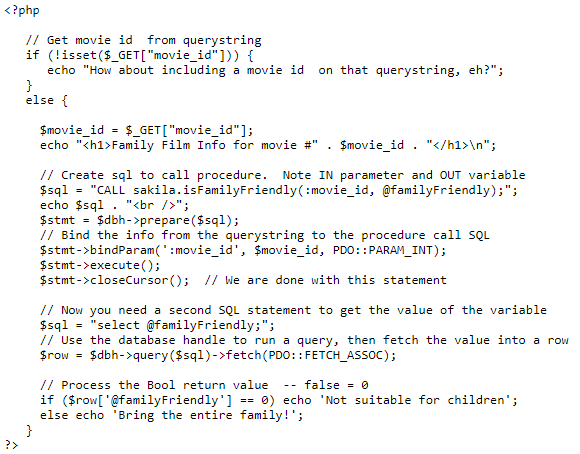 <?php
// Get movie id  from querystring
if (!isset($_GET["movie_id"])) {
echo "How about including a movie id  on that querystring, eh?";
}
else {
$movie_id = $_GET["movie_id"];
echo "<h1>Family Film Info for movie #" . $movie_id . "</h1>\n";
// Create sql to call procedure.  Note IN parameter and OUT variable
$sql = "CALL sakila.isFamilyFriendly(:movie_id, @familyFriendly);";
echo $sql . "<br />";
$stmt = $dbh->prepare($sql);
// Bind the info from the querystring to the procedure call SQL
$stmt->bindParam(':movie_id', $movie_id, PDO::PARAM_INT);
$stmt->execute();
$stmt->closeCursor();  // We are done with this statement
// Now you need a second SQL statement to get the value of the variable
$sql = "select @familyFriendly;";
// Use the database handle to run a query, then fetch the value into a row
$row = $dbh->query($sql)->fetch(PDO::FETCH_ASSOC);
// Process the Bool return value  -- false = 0
if ($row['@familyFriendly'] == 0) echo 'Not suitable for children';
else echo 'Bring the entire family!';
}
?>